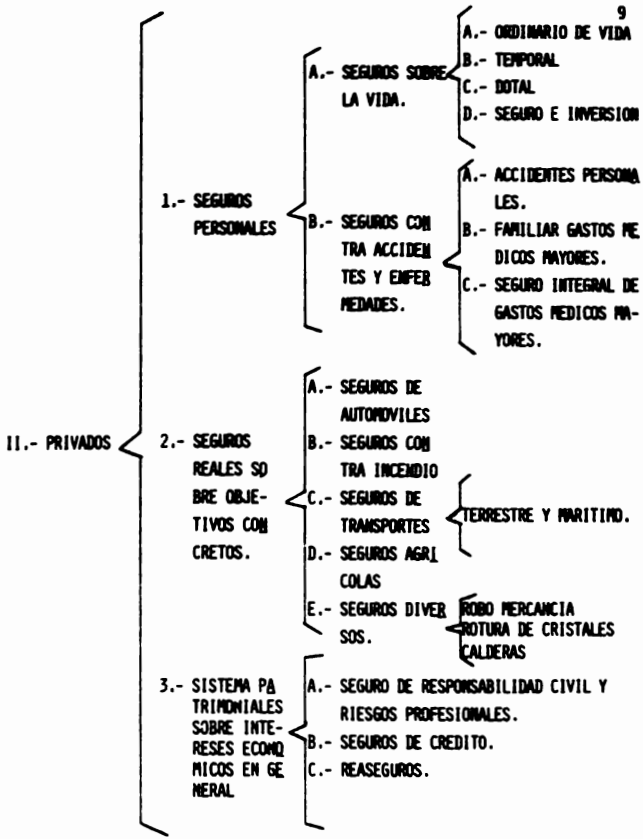 9
II.- PRIVADOS
1.- SEGUROS
PERSONALES
A.- SEGUROS SOBRE
LA VIDA.
A.- ORDINARIO DE VIDA
B.- TEMPORAL
C.- DOTAL
D.- SEGURO E INVERSION
B.- SEGUROS CON
TRA ACCIDEN
TES Y ENFER
MEDADES.
A.- ACCIDENTES PERSONA
LES.
B.- FAMILIAR GASTOS ME
DICOS MAYORES.
C.- SEGURO INTEGRAL DE
GASTOS MEDICOS MA-
YORES.
2.- SEGUROS
REALES SO
BRE OBJE-
TIVOS CON
CRETOS.
A.- SEGUROS DE
AUTOMOVILES
B.- SEGUROS CON
TRA INCENDIO
C.- SEGUROS DE
TRANSPORTES
TERRESTRE Y MARITIMO.
D.- SEGUROS AGRI
COLAS
E.- SEGUROS DIVER
SOS.
ROBO MERCANCIA
ROTURA DE CRISTALES
CALDERAS
3.- SISTEMA PA
TRIMONIALES
SOBRE INTE-
RESES ECONO
MICOS EN GE
NERAL
A.- SEGURO DE RESPONSABILIDAD CIVIL Y
RIESGOS PROFESIONALES.
B.- SEGUROS DE CREDITO.
C.- REASEGUROS.